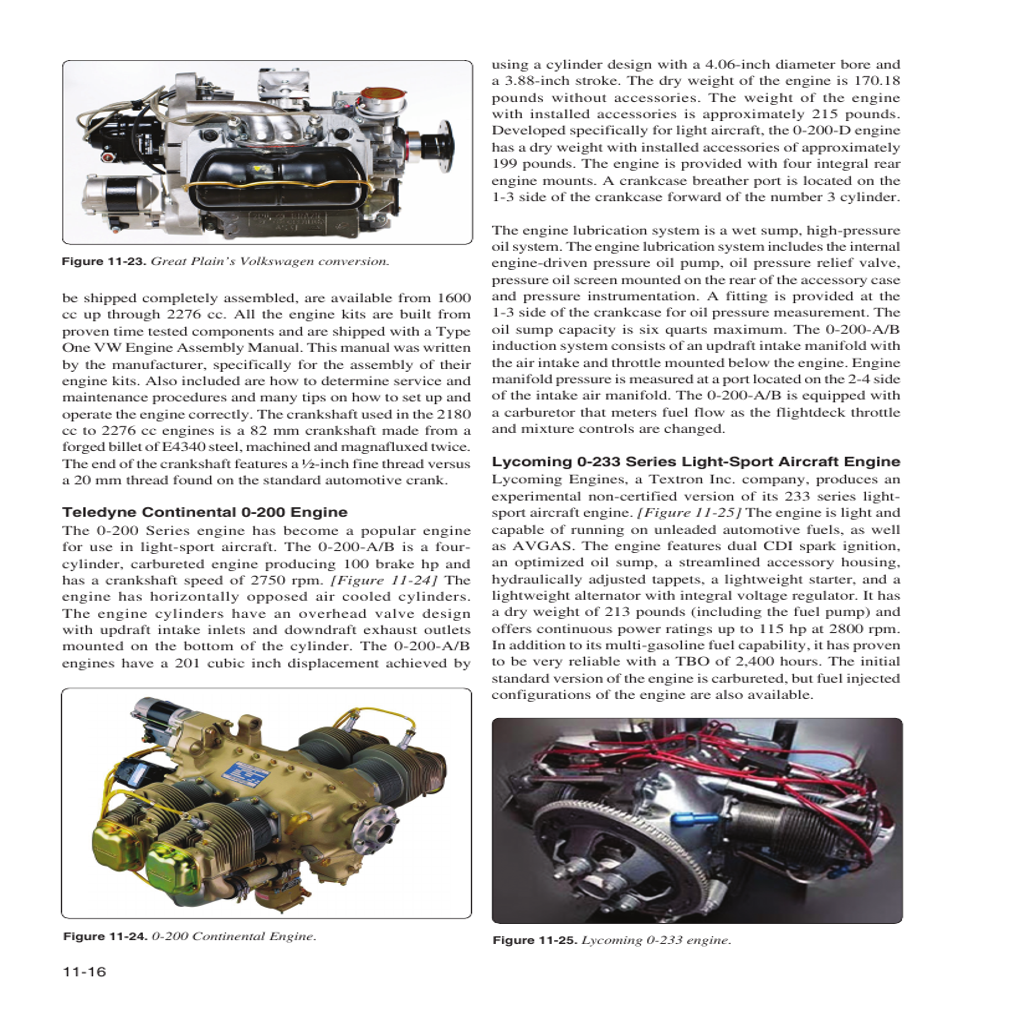 Figure 11-23. Great Plain's Volkswagen conversion.
be shipped completely assembled, are available from 1600
cc up through 2276 cc. All the engine kits are built from
proven time tested components and are shipped with a Type
One VW Engine Assembly Manual. This manual was written
by the manufacturer, specifically for the assembly of their
engine kits. Also included are how to determine service and
maintenance procedures and many tips on how to set up and
operate the engine correctly. The crankshaft used in the 2180
cc to 2276 cc engines is a 82 mm crankshaft made from a
forged billet of E4340 steel, machined and magnafluxed twice.
The end of the crankshaft features a ½-inch fine thread versus
a 20 mm thread found on the standard automotive crank.
Teledyne Continental 0-200 Engine
The 0-200 Series engine has become a popular engine
for use in light-sport aircraft. The 0-200-A/B is a four-
cylinder, carbureted engine producing 100 brake hp and
has a crankshaft speed of 2750 rpm. [Figure 11-24] The
engine has horizontally opposed air cooled cylinders.
The engine cylinders have an overhead valve design
with updraft intake inlets and downdraft exhaust outlets
mounted on the bottom of the cylinder. The 0-200-A/B
engines have a 201 cubic inch displacement achieved by
Figure 11-24. 0-200 Continental Engine.
using a cylinder design with a 4.06-inch diameter bore and
a 3.88-inch stroke. The dry weight of the engine is 170.18
pounds without accessories. The weight of the engine
with installed accessories is approximately 215 pounds.
Developed specifically for light aircraft, the 0-200-D engine
has a dry weight with installed accessories of approximately
199 pounds. The engine is provided with four integral rear
engine mounts. A crankcase breather port is located on the
1-3 side of the crankcase forward of the number 3 cylinder.
The engine lubrication system is a wet sump, high-pressure
oil system. The engine lubrication system includes the internal
engine-driven pressure oil pump, oil pressure relief valve,
pressure oil screen mounted on the rear of the accessory case
and pressure instrumentation. A fitting is provided at the
1-3 side of the crankcase for oil pressure measurement. The
oil sump capacity is six quarts maximum. The 0-200-A/B
induction system consists of an updraft intake manifold with
the air intake and throttle mounted below the engine. Engine
manifold pressure is measured at a port located on the 2-4 side
of the intake air manifold. The 0-200-A/B is equipped with
a carburetor that meters fuel flow as the flightdeck throttle
and mixture controls are changed.
Lycoming 0-233 Series Light-Sport Aircraft Engine
Lycoming Engines, a Textron Inc. company, produces an
experimental non-certified version of its 233 series light-
sport aircraft engine. [Figure 11-25] The engine is light and
capable of running on unleaded automotive fuels, as well
as AVGAS. The engine features dual CDI spark ignition,
an optimized oil sump, a streamlined accessory housing,
hydraulically adjusted tappets, a lightweight starter, and a
lightweight alternator with integral voltage regulator. It has
a dry weight of 213 pounds (including the fuel pump) and
offers continuous power ratings up to 115 hp at 2800 rpm.
In addition to its multi-gasoline fuel capability, it has proven
to be very reliable with a TBO of 2,400 hours. The initial
standard version of the engine is carbureted, but fuel injected
configurations of the engine are also available.
Figure 11-25. Lycoming 0-233 engine.
11-16